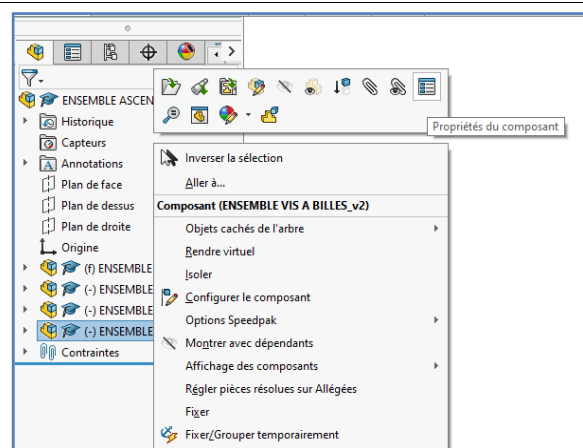 ENSEMBLE ASCEN
Historique
Capteurs
Annotations
Plan de face
Plan de dessus
Plan de droite
Origine
(f) ENSEMBLE
(-) ENSEMBLE
(-) ENSEMBLE
(-) ENSEMBLE
Contraintes
Propriétés du composant
Inverser la sélection
Aller à...
Composant (ENSEMBLE VIS A BILLES_v2)
Objets cachés de l'arbre
Rendre virtuel
Isoler
Configurer le composant
Options Speedpak
Montrer avec dépendants
Affichage des composants
Régler pièces résolues sur Allégées
Fixer
Fixer/Grouper temporairement